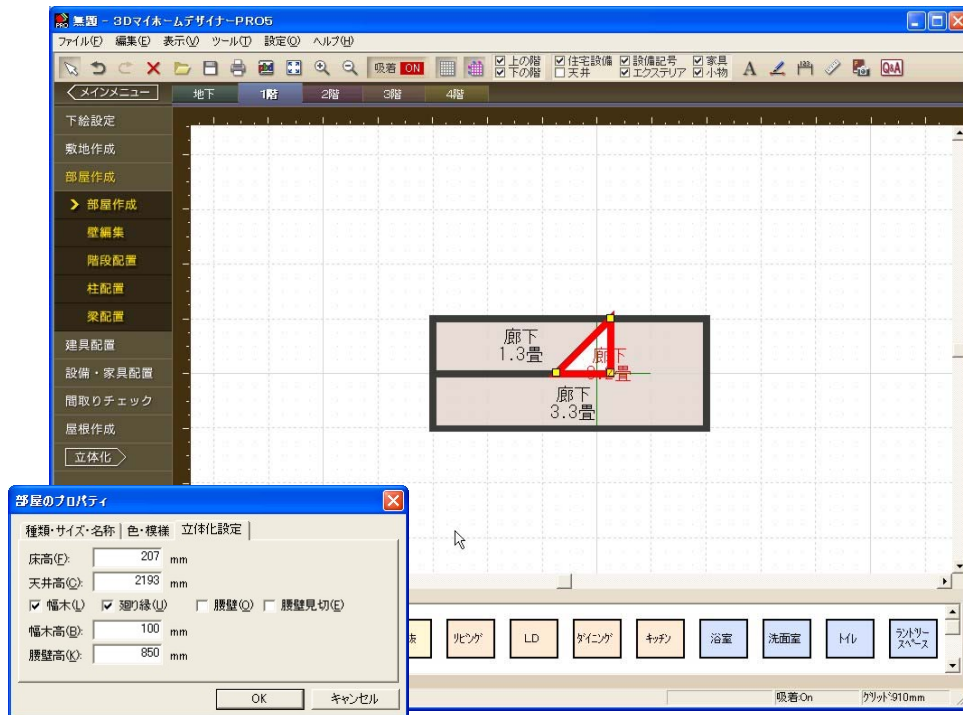 無題 - 3DマイホームデザイナーPRO5
ファイル(F) 編集(E) 表示(V) ツール(T) 設定(O) ヘルプ(H)
吸着 ON 上の階 住宅設備 設備記号 家具
下の階 天井 エクステリア 小物 A Q&A
メインメニュー 地下 1階 2階 3階 4階
下絵設定
敷地作成
部屋作成
部屋作成
壁編集
階段配置
柱配置
梁配置
建具配置
設備・家具配置
間取りチェック
屋根作成
立体化
廊下
1.3畳
廊下
廊下
3.3畳
部屋のプロパティ
種類・サイズ・名称 色・模様 立体化設定
床高(F): 207 mm
天井高(C): 2193 mm
幅木(L) 廻り縁(U) 腰壁(O) 腰壁見切(E)
幅木高(B): 100 mm
腰壁高(K): 850 mm
OK キャンセル
リビング LD ダイニング キッチン 浴室 洗面室 トイレ ランドリー
スペース
吸着:On グリッド:910mm